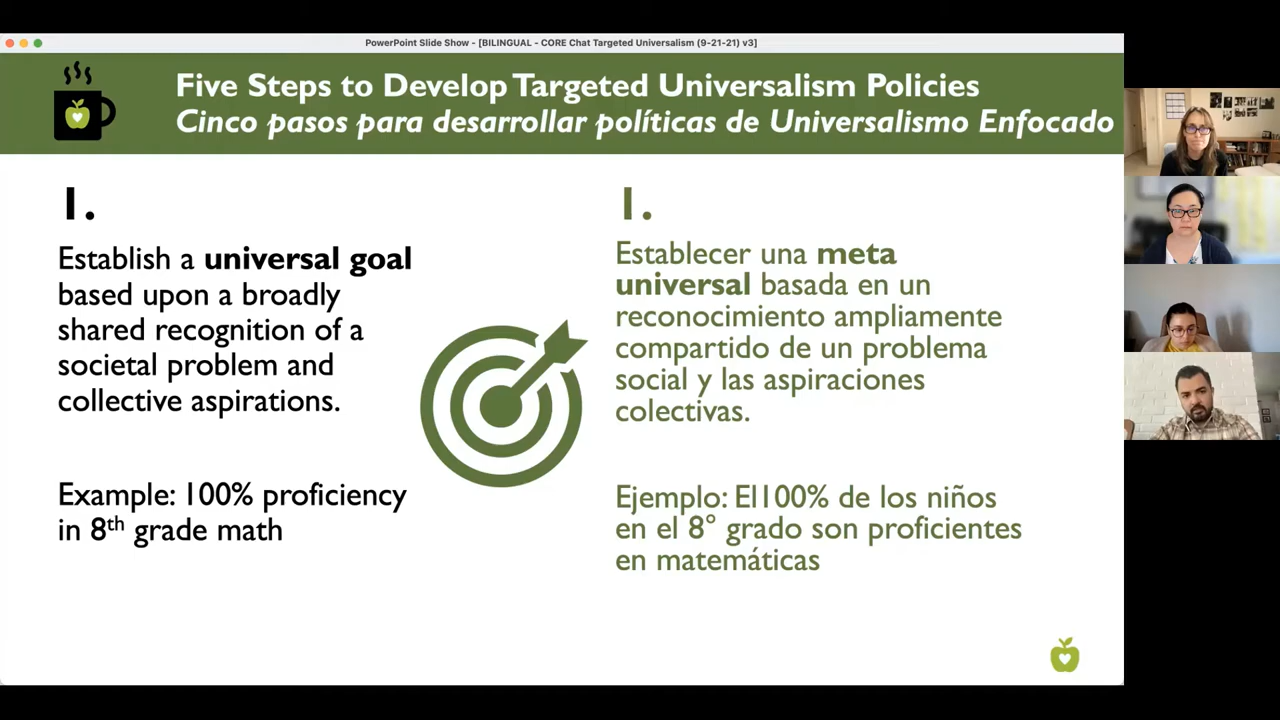 PowerPoint Slide Show - [BILINGUAL - CORE Chat Targeted Universalism (9-21-21) v3]
Five Steps to Develop Targeted Universalism Policies
Cinco pasos para desarrollar políticas de Universalismo Enfocado
1.
Establish a universal goal
based upon a broadly
shared recognition of a
societal problem and
collective aspirations.
Example: 100% proficiency
in 8th grade math
1.
Establecer una meta
universal basada en un
reconocimiento ampliamente
compartido de un problema
social y las aspiraciones
colectivas.
Ejemplo: El100% de los niños
en el 8° grado son proficientes
en matemáticas